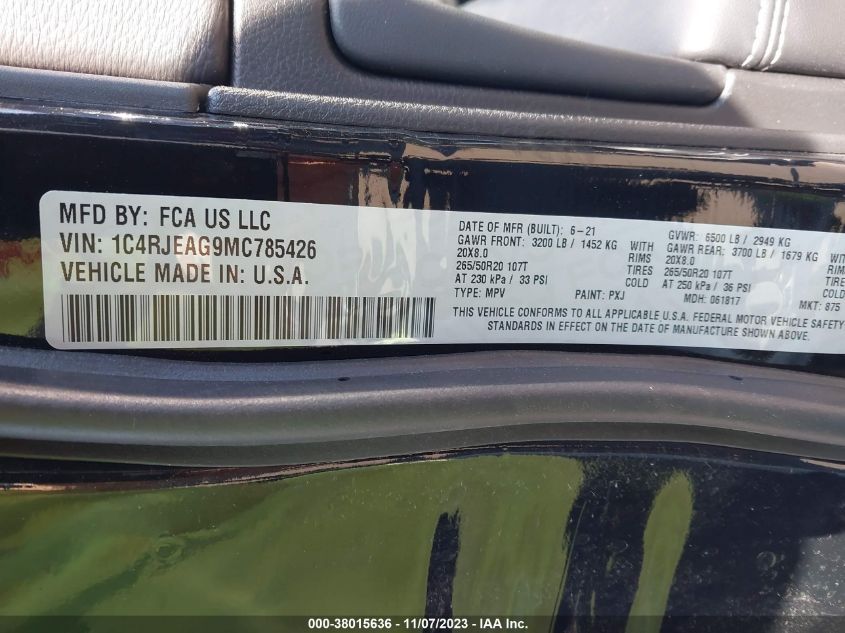 MFD BY: FCA US LLC
VIN: 1C4RJEAG9MC785426
VEHICLE MADE IN: U.S.A.
DATE OF MFR (BUILT): 6-21 GVWR: 6500 LB / 2949 KG
GAWR FRONT: 3200 LB / 1452 KG GAWR REAR: 3700 LB / 1679 KG
20X8.0 RIMS 20X8.0 RIMS
265/50R20 107T TIRES 265/50R20 107T TIRES
AT 230 kPa / 33 PSI COLD AT 250 kPa / 36 PSI COLD
TYPE: MPV PAINT: PXJ MDH: 061817 MKT: 875
THIS VEHICLE CONFORMS TO ALL APPLICABLE U.S.A. FEDERAL MOTOR VEHICLE SAFETY
STANDARDS IN EFFECT ON THE DATE OF MANUFACTURE SHOWN ABOVE.
000-38015636 - 11/07/2023 - IAA Inc.